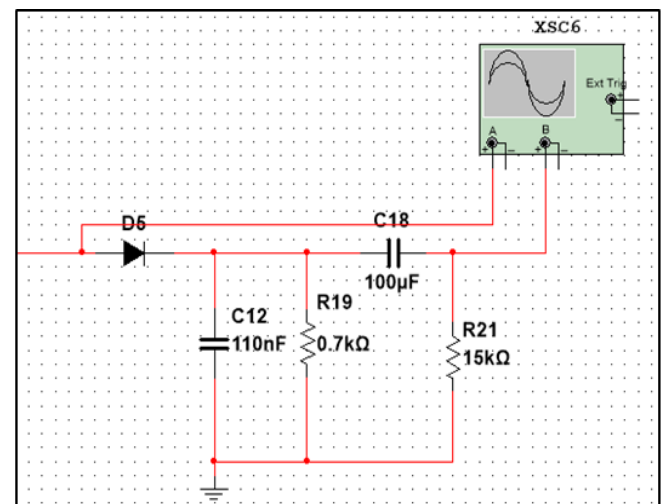 XSC6
Ext Trig
+
−
A
B
+ − + −
D5
C18
100µF
C12
110nF
R19
0.7kΩ
R21
15kΩ